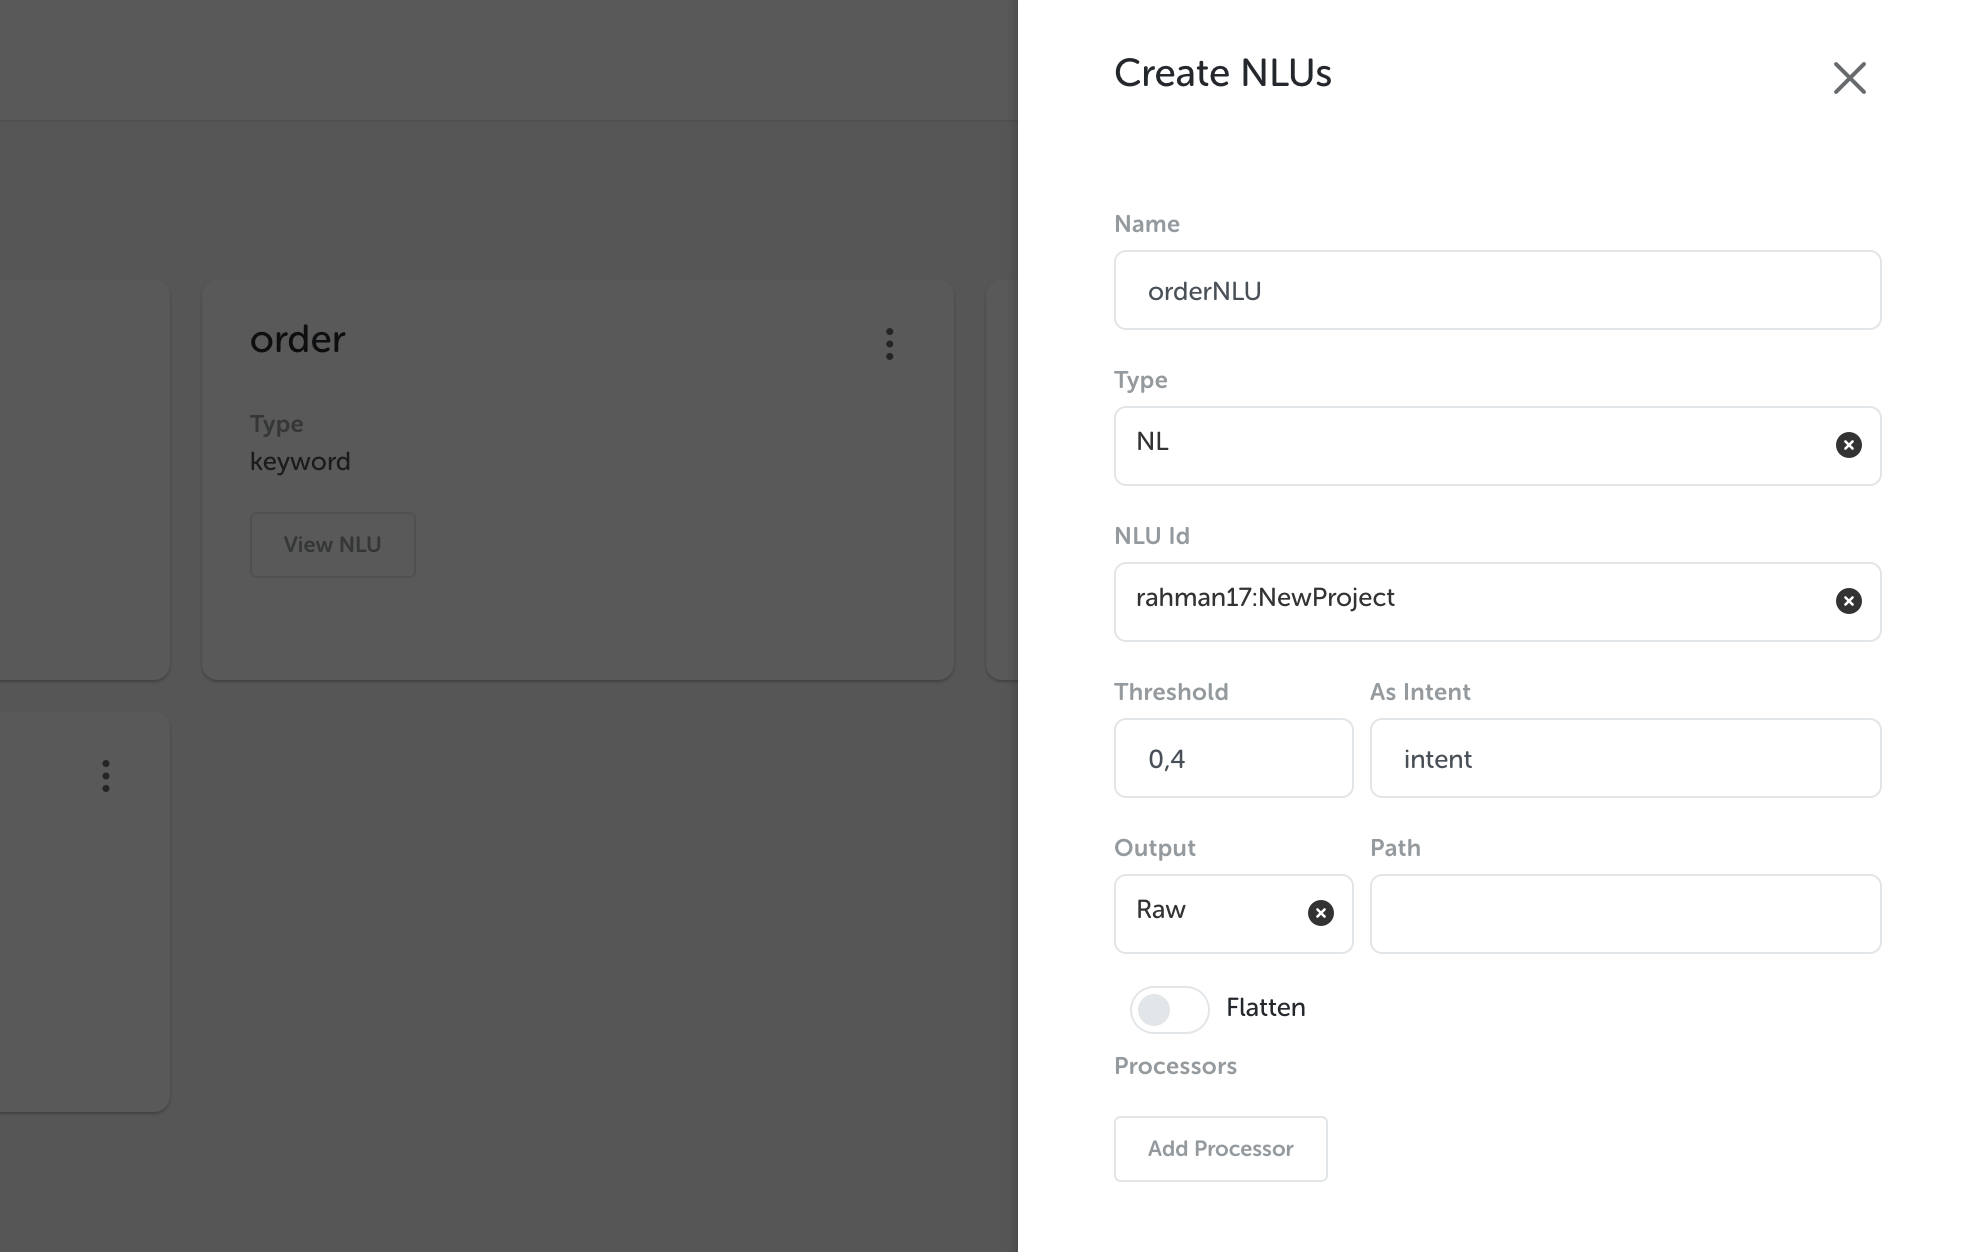 order
Type
keyword
View NLU
Create NLUs
Name
orderNLU
Type
NL
NLU Id
rahman17:NewProject
Threshold
As Intent
0,4
intent
Output
Path
Raw
Flatten
Processors
Add Processor